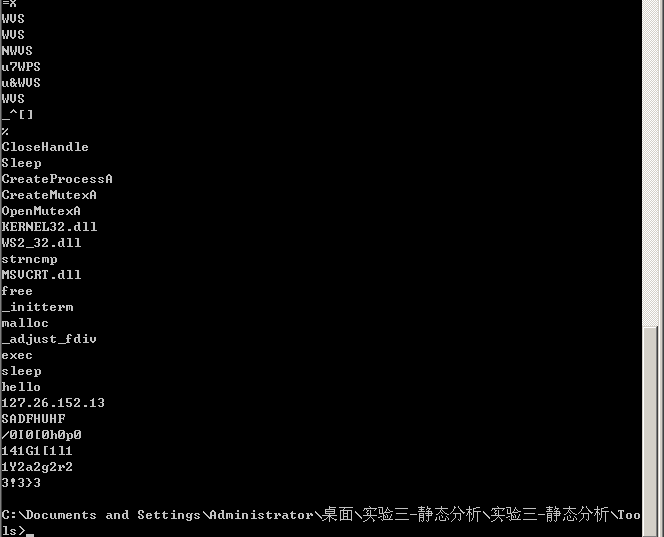 =X
WVS
WVS
NWVS
u7WPS
u&WVS
WVS
_^[]
%
CloseHandle
Sleep
CreateProcessA
CreateMutexA
OpenMutexA
KERNEL32.dll
WS2_32.dll
strncmp
MSVCRT.dll
free
_initterm
malloc
_adjust_fdiv
exec
sleep
hello
127.26.152.13
SADFHUHF
/0I0[0h0p0
141G1[1l1
1Y2a2g2r2
3!3>3
C:\Documents and Settings\Administrator\桌面\实验三-静态分析\实验三-静态分析\Too
ls>_